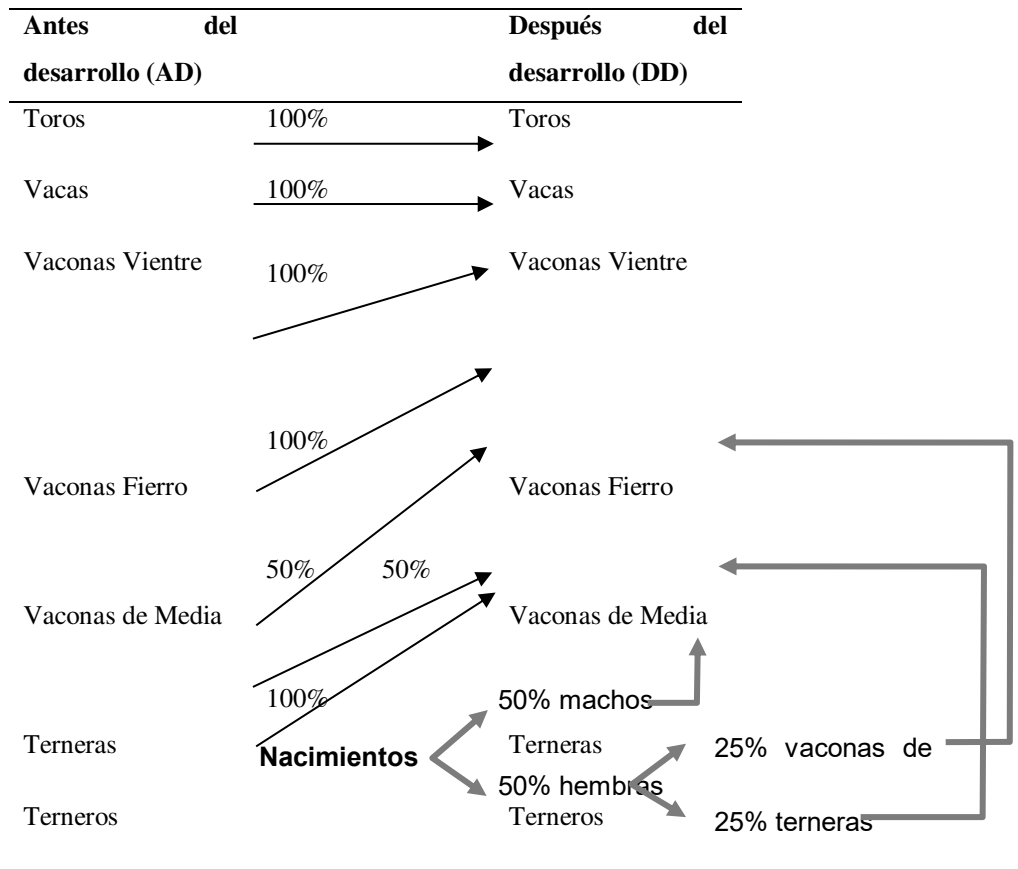 Antes del Después del
desarrollo (AD) desarrollo (DD)
Toros 100% Toros
Vacas 100% Vacas
Vaconas Vientre 100% Vaconas Vientre
100%
Vaconas Fierro Vaconas Fierro
50% 50%
Vaconas de Media Vaconas de Media
100% 50% machos
Terneras Nacimientos Terneras 25% vaconas de
50% hembras
Terneros Terneros 25% terneras